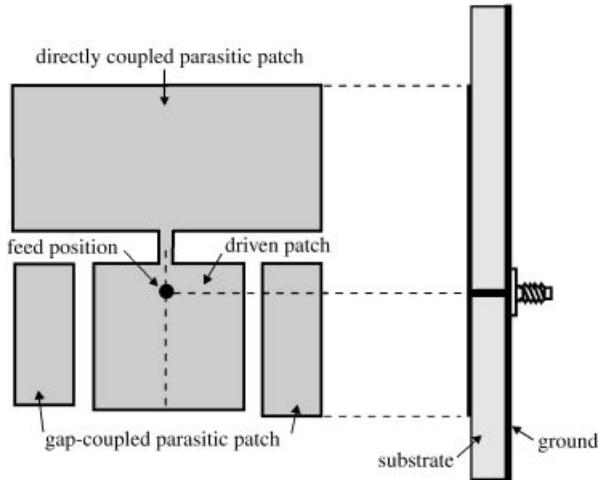 directly coupled parasitic patch
feed position
driven patch
gap-coupled parasitic patch
substrate
ground